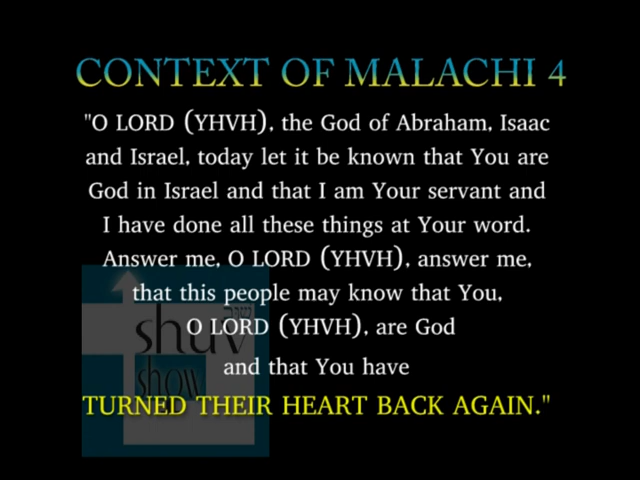 CONTEXT OF MALACHI 4
"O LORD (YHVH), the God of Abraham, Isaac
and Israel, today let it be known that You are
God in Israel and that I am Your servant and
I have done all these things at Your word.
Answer me, O LORD (YHVH), answer me,
that this people may know that You,
O LORD (YHVH), are God
and that You have
TURNED THEIR HEART BACK AGAIN."
שוב
shuv
show